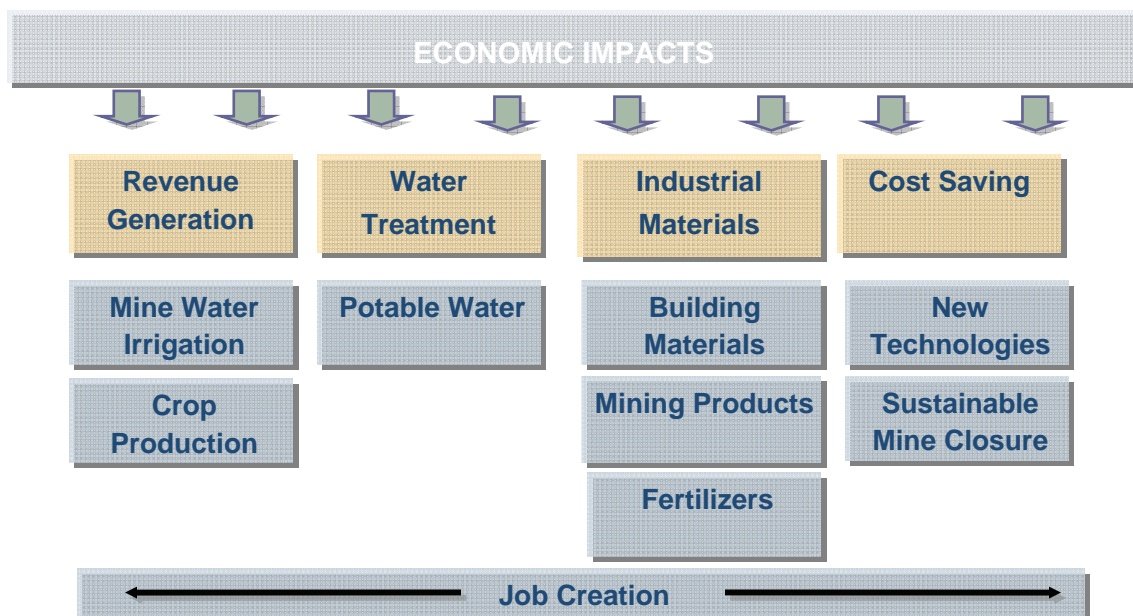 ECONOMIC IMPACTS
Revenue
Generation
Water
Treatment
Industrial
Materials
Cost Saving
Mine Water
Irrigation
Potable Water
Building
Materials
New
Technologies
Crop
Production
Mining Products
Sustainable
Mine Closure
Fertilizers
Job Creation